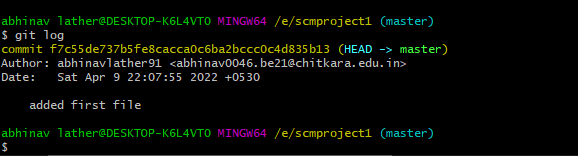 abhinav lather@DESKTOP-K6L4VTO MINGW64 /e/scmproject1 (master)
$ git log
commit f7c55de737b5fe8cacca0c6ba2bccc0c4d835b13 (HEAD -> master)
Author: abhinavlather91 <abhinav0046.be21@chitkara.edu.in>
Date:   Sat Apr 9 22:07:55 2022 +0530

    added first file

abhinav lather@DESKTOP-K6L4VTO MINGW64 /e/scmproject1 (master)
$